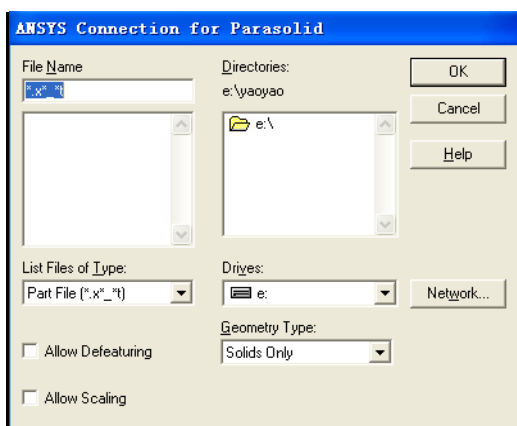 ANSYS Connection for Parasolid
File Name
*.x*_*t
Directories:
e:\yaoyao
e:\
OK
Cancel
Help
List Files of Type:
Part File (*.x*_*t)
Drives:
e:
Network...
Geometry Type:
Solids Only
Allow Defeaturing
Allow Scaling